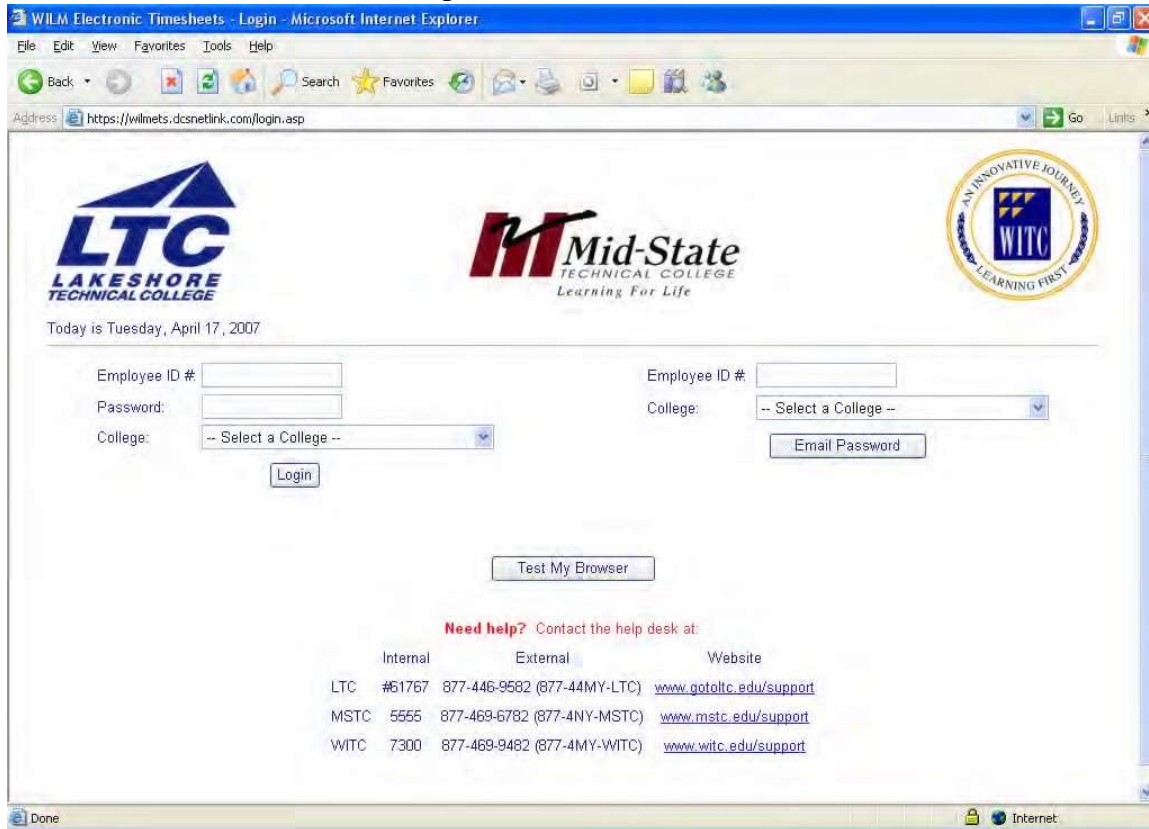 WILM Electronic Timesheets - Login - Microsoft Internet Explorer
File Edit View Favorites Tools Help
Back Search Favorites
Address https://wilmets.dcsnetlink.com/login.asp Go Links
LTC
LAKESHORE
TECHNICAL COLLEGE
Mid-State
TECHNICAL COLLEGE
Learning For Life
AN INNOVATIVE JOURNEY
WITC
LEARNING FIRST
Today is Tuesday, April 17, 2007
Employee ID #:
Password:
College: -- Select a College --
Login
Employee ID #:
College: -- Select a College --
Email Password
Test My Browser
Need help? Contact the help desk at:
Internal External Website
LTC #61767 877-446-9582 (877-44MY-LTC) www.gotoltc.edu/support
MSTC 5555 877-469-6782 (877-4NY-MSTC) www.mstc.edu/support
WITC 7300 877-469-9482 (877-4MY-WITC) www.witc.edu/support
Done Internet